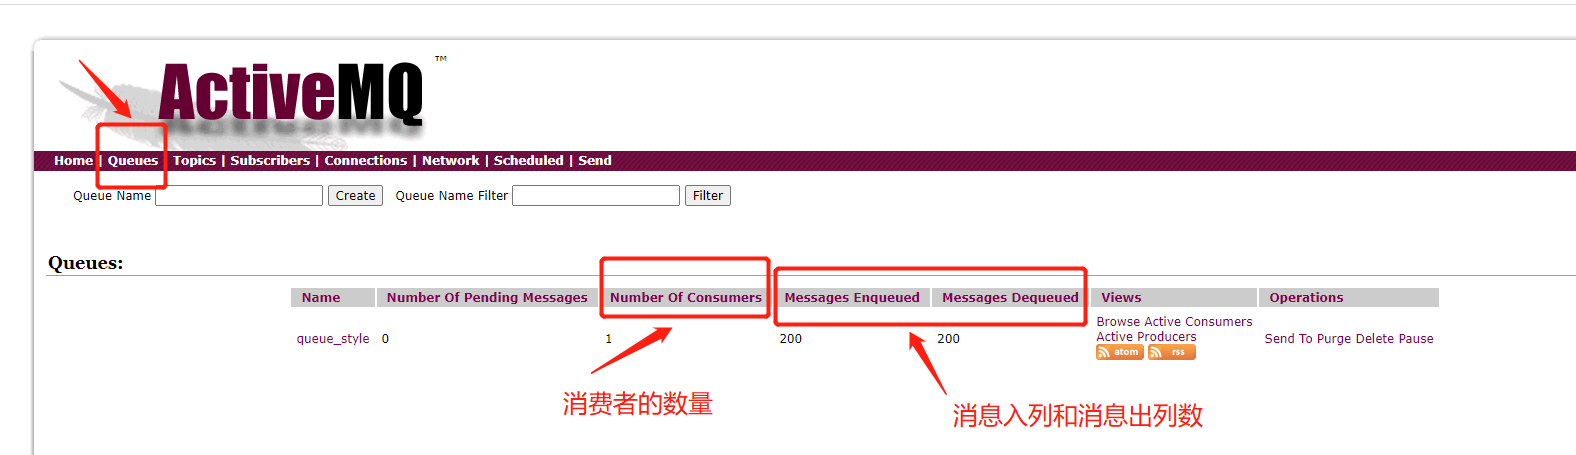 ActiveMQ ™
Home | Queues | Topics | Subscribers | Connections | Network | Scheduled | Send
Queue Name Create Queue Name Filter Filter
Queues:
Name Number Of Pending Messages Number Of Consumers Messages Enqueued Messages Dequeued Views Operations
queue_style 0 1 200 200 Browse Active Consumers
Active Producers
atom rss
Send To Purge Delete Pause
消费者的数量
消息入列和消息出列数